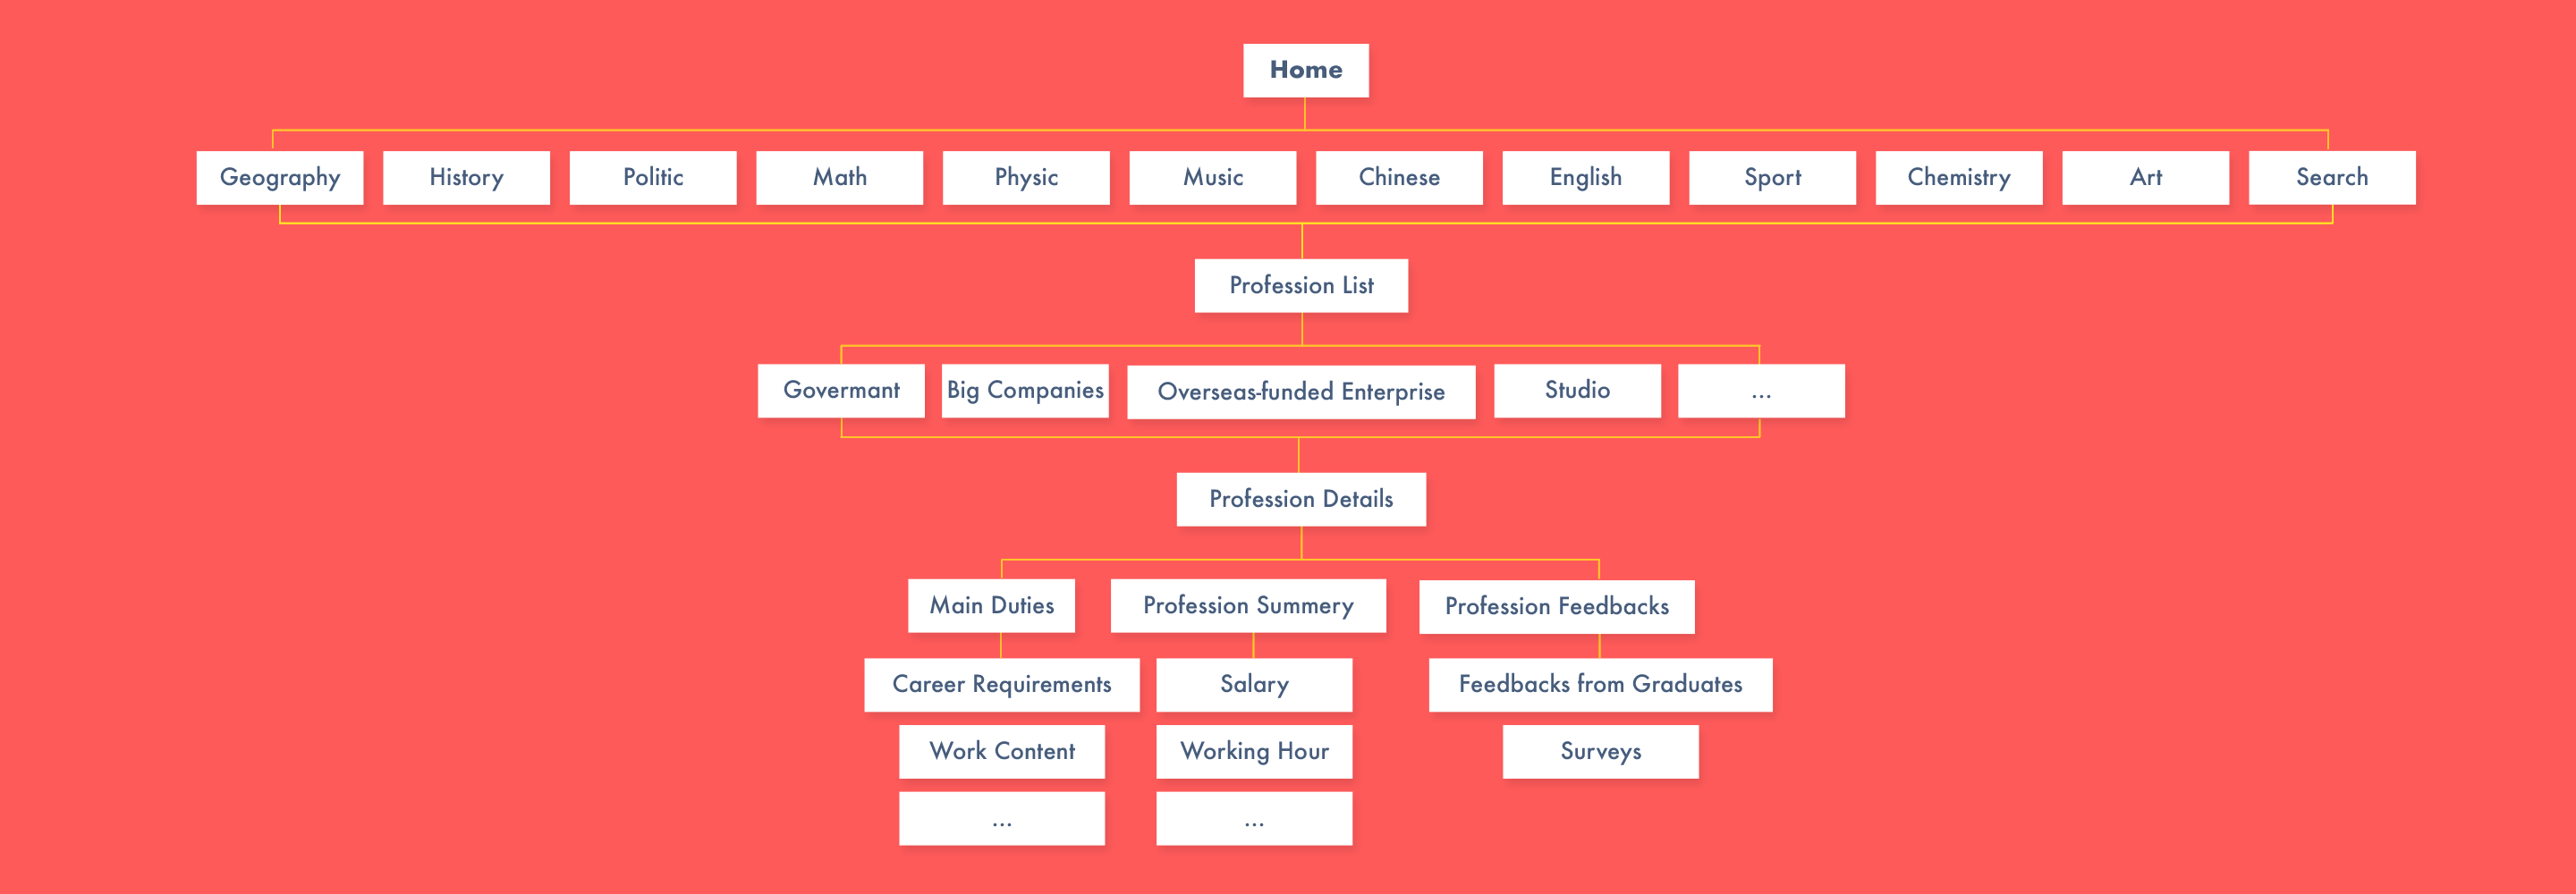 Home
Geography
History
Politic
Math
Physic
Music
Chinese
English
Sport
Chemistry
Art
Search
Profession List
Govermant
Big Companies
Overseas-funded Enterprise
Studio
...
Profession Details
Main Duties
Profession Summery
Profession Feedbacks
Career Requirements
Salary
Feedbacks from Graduates
Work Content
Working Hour
Surveys
...
...